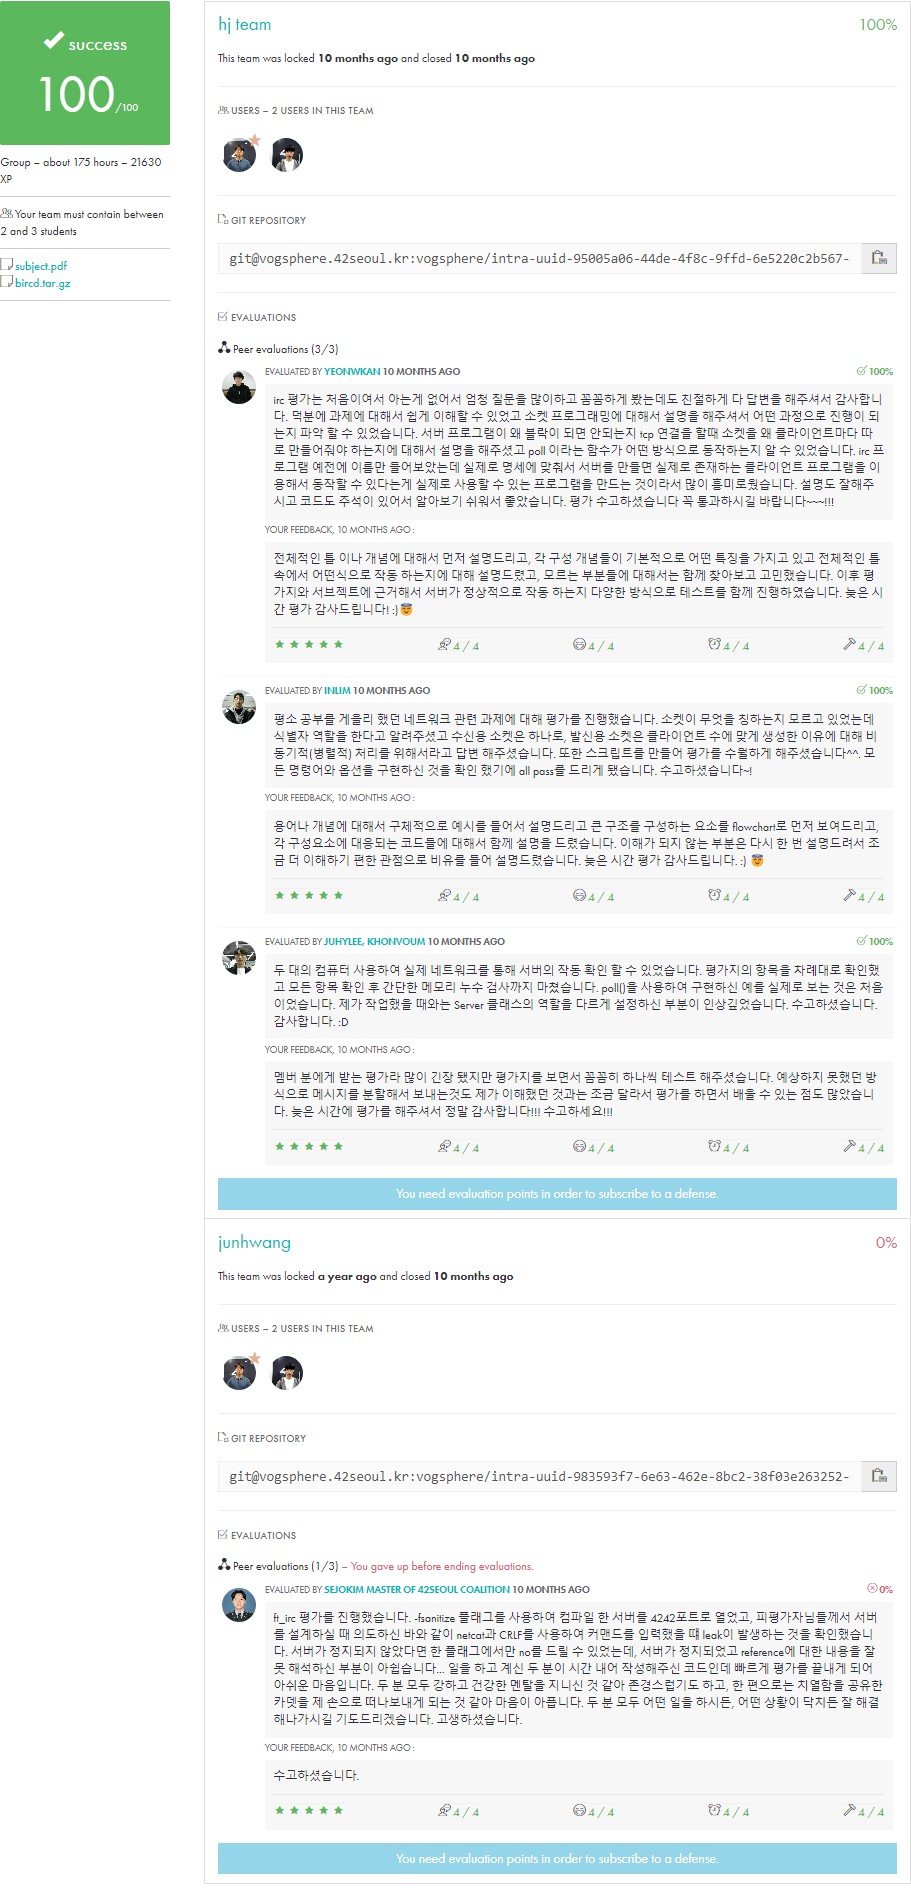 success
100/100
Group – about 175 hours – 21630
XP
Your team must contain between
2 and 3 students
subject.pdf
bircd.tar.gz
hj team
100%
This team was locked 10 months ago and closed 10 months ago
USERS – 2 USERS IN THIS TEAM
GIT REPOSITORY
git@vogsphere.42seoul.kr:vogsphere/intra-uuid-95005a06-44de-4f8c-9ffd-6e5220c2b567-
EVALUATIONS
Peer evaluations (3/3)
EVALUATED BY YEONWKAN 10 MONTHS AGO
100%
irc 평가는 처음이여서 아는게 없어서 엄청 질문을 많이하고 꼼꼼하게 봤는데도 친절하게 다 답변을 해주셔서 감사합니
다. 덕분에 과제에 대해서 쉽게 이해할 수 있었고 소켓 프로그래밍에 대해서 설명을 해주셔서 어떤 과정으로 진행이 되
는지 파악 할 수 있었습니다. 서버 프로그램이 왜 블락이 되면 안되는지 tcp 연결을 할때 소켓을 왜 클라이언트마다 따
로 만들어줘야 하는지에 대해서 설명을 해주셨고 poll 이라는 함수가 어떤 방식으로 동작하는지 알 수 있었습니다. irc 프
로그램 예전에 이름만 들어보았는데 실제로 명세에 맞춰서 서버를 만들면 실제로 존재하는 클라이언트 프로그램을 이
용해서 동작할 수 있다는게 실제로 사용할 수 있는 프로그램을 만드는 것이라서 많이 흥미로웠습니다. 설명도 잘해주
시고 코드도 주석이 있어서 알아보기 쉬워서 좋았습니다. 평가 수고하셨습니다 꼭 통과하시길 바랍니다~~~!!!
YOUR FEEDBACK, 10 MONTHS AGO :
전체적인 틀 이나 개념에 대해서 먼저 설명드리고, 각 구성 개념들이 기본적으로 어떤 특징을 가지고 있고 전체적인 틀
속에서 어떤식으로 작동 하는지에 대해 설명드렸고, 모르는 부분들에 대해서는 함께 찾아보고 고민했습니다. 이후 평
가지와 서브젝트에 근거해서 서버가 정상적으로 작동 하는지 다양한 방식으로 테스트를 함께 진행하였습니다. 늦은 시
간 평가 감사드립니다! :) 😇
★ ★ ★ ★ ★ 4 / 4 4 / 4 4 / 4 4 / 4
EVALUATED BY INLIM 10 MONTHS AGO
100%
평소 공부를 게을리 했던 네트워크 관련 과제에 대해 평가를 진행했습니다. 소켓이 무엇을 칭하는지 모르고 있었는데
식별자 역할을 한다고 알려주셨고 수신용 소켓은 하나로, 발신용 소켓은 클라이언트 수에 맞게 생성한 이유에 대해 비
동기적(병렬적) 처리를 위해서라고 답변 해주셨습니다. 또한 스크립트를 만들어 평가를 수월하게 해주셨습니다^^. 모
든 명령어와 옵션을 구현하신 것을 확인 했기에 all pass를 드리게 됐습니다. 수고하셨습니다~!
YOUR FEEDBACK, 10 MONTHS AGO :
용어나 개념에 대해서 구체적으로 예시를 들어서 설명드리고 큰 구조를 구성하는 요소를 flowchart로 먼저 보여드리고,
각 구성요소에 대응되는 코드들에 대해서 함께 설명을 드렸습니다. 이해가 되지 않는 부분은 다시 한 번 설명드려서 조
금 더 이해하기 편한 관점으로 비유를 들어 설명드렸습니다. 늦은 시간 평가 감사드립니다. :) 😇
★ ★ ★ ★ ★ 4 / 4 4 / 4 4 / 4 4 / 4
EVALUATED BY JUHYLEE, KHONVOUM 10 MONTHS AGO
100%
두 대의 컴퓨터 사용하여 실제 네트워크를 통해 서버의 작동 확인 할 수 있었습니다. 평가지의 항목을 차례대로 확인했
고 모든 항목 확인 후 간단한 메모리 누수 검사까지 마쳤습니다. poll()을 사용하여 구현하신 예를 실제로 보는 것은 처음
이었습니다. 제가 작업했을 때와는 Server 클래스의 역할을 다르게 설정하신 부분이 인상깊었습니다. 수고하셨습니다.
감사합니다. :D
YOUR FEEDBACK, 10 MONTHS AGO :
멤버 분에게 받는 평가라 많이 긴장 됐지만 평가지를 보면서 꼼꼼히 하나씩 테스트 해주셨습니다. 예상하지 못했던 방
식으로 메시지를 분할해서 보내는것도 제가 이해했던 것과는 조금 달라서 평가를 하면서 배울 수 있는 점도 많았습니
다. 늦은 시간에 평가를 해주셔서 정말 감사합니다!!! 수고하세요!!!
★ ★ ★ ★ ★ 4 / 4 4 / 4 4 / 4 4 / 4
You need evaluation points in order to subscribe to a defense.
junhwang
0%
This team was locked a year ago and closed 10 months ago
USERS – 2 USERS IN THIS TEAM
GIT REPOSITORY
git@vogsphere.42seoul.kr:vogsphere/intra-uuid-983593f7-6e63-462e-8bc2-38f03e263252-
EVALUATIONS
Peer evaluations (1/3) – You gave up before ending evaluations.
EVALUATED BY SEJOKIM MASTER OF 42SEOUL COALITION 10 MONTHS AGO
0%
ft_irc 평가를 진행했습니다. -fsanitize 플래그를 사용하여 컴파일 한 서버를 4242포트로 열었고, 피평가자님들께서 서버
를 설계하실 때 의도하신 바와 같이 netcat과 CRLF를 사용하여 커맨드를 입력했을 떄 leak이 발생하는 것을 확인했습니
다. 서버가 정지되지 않았다면 한 플래그에서만 no를 드릴 수 있었는데, 서버가 정지되었고 reference에 대한 내용을 잘
못 해석하신 부분이 아쉽습니다... 일을 하고 계신 두 분이 시간 내어 작성해주신 코드인데 빠르게 평가를 끝내게 되어
아쉬운 마음입니다. 두 분 모두 강하고 건강한 멘탈을 지니신 것 같아 존경스럽기도 하고, 한 편으로는 치열함을 공유한
카뎃을 제 손으로 떠나보내게 되는 것 같아 마음이 아픕니다. 두 분 모두 어떤 일을 하시든, 어떤 상황이 닥치든 잘 해결
해나가시길 기도드리겠습니다. 고생하셨습니다.
YOUR FEEDBACK, 10 MONTHS AGO :
수고하셨습니다.
★ ★ ★ ★ ★ 4 / 4 4 / 4 4 / 4 4 / 4
You need evaluation points in order to subscribe to a defense.